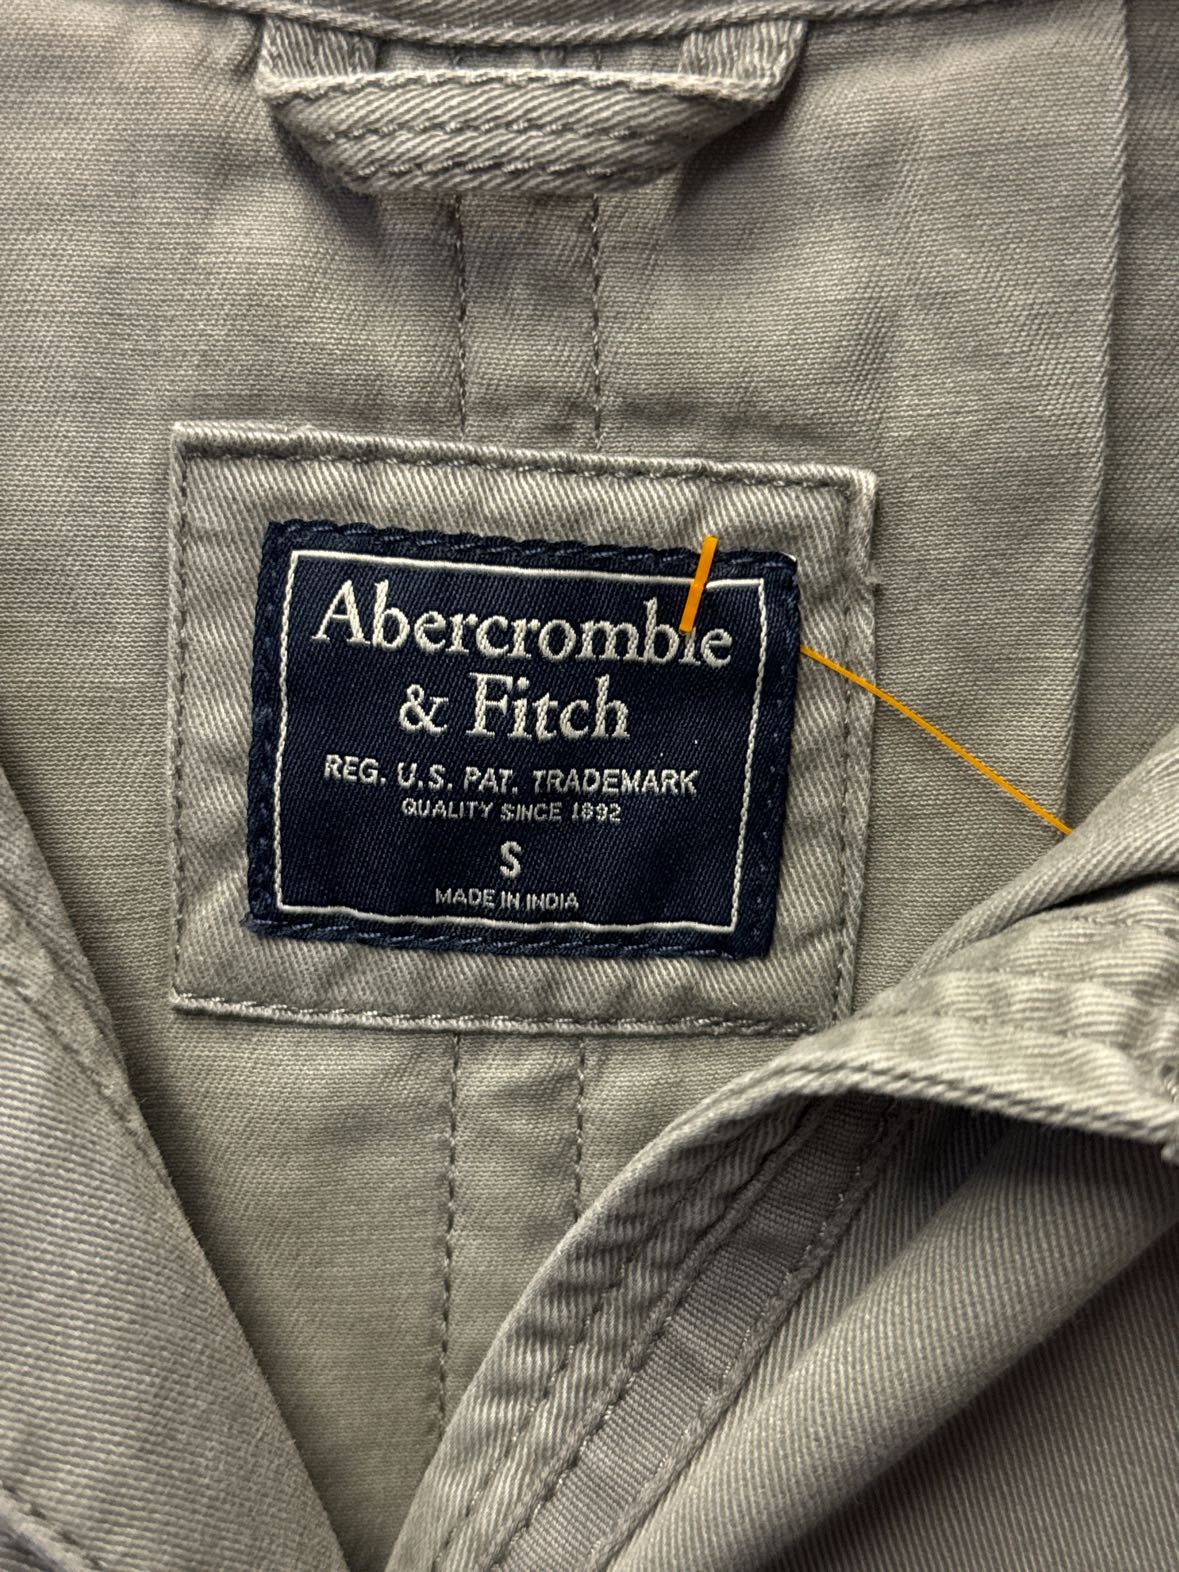 Abercrombie
& Fitch
REG. U.S. PAT. TRADEMARK
QUALITY SINCE 1892
S
MADE IN INDIA